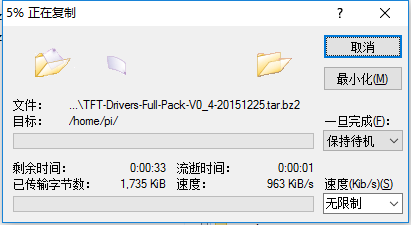 5% 正在复制
取消
最小化(M)
文件： ...\TFT-Drivers-Full-Pack-V0_4-20151225.tar.bz2
目标： /home/pi/
一旦完成(F):
保持待机
剩余时间： 0:00:33 流逝时间： 0:00:01
已传输字节数： 1,735 KiB 速度： 963 KiB/s
速度(Kib/s)(S)
无限制